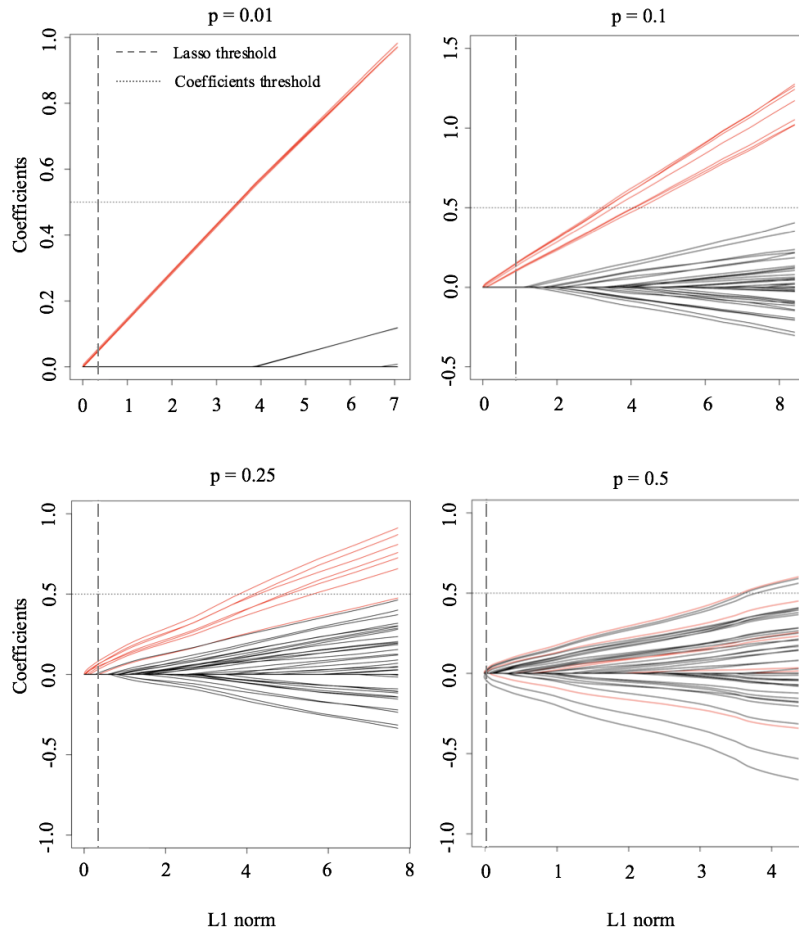 p = 0.01
p = 0.1
Lasso threshold
Coefficients threshold
Coefficients
1.0
0.8
0.6
0.4
0.2
0.0
0 1 2 3 4 5 6 7
1.5
1.0
0.5
0.0
-0.5
0 2 4 6 8
p = 0.25
p = 0.5
Coefficients
1.0
0.5
0.0
-0.5
-1.0
0 2 4 6 8
L1 norm
1.0
0.5
0.0
-0.5
-1.0
0 1 2 3 4
L1 norm